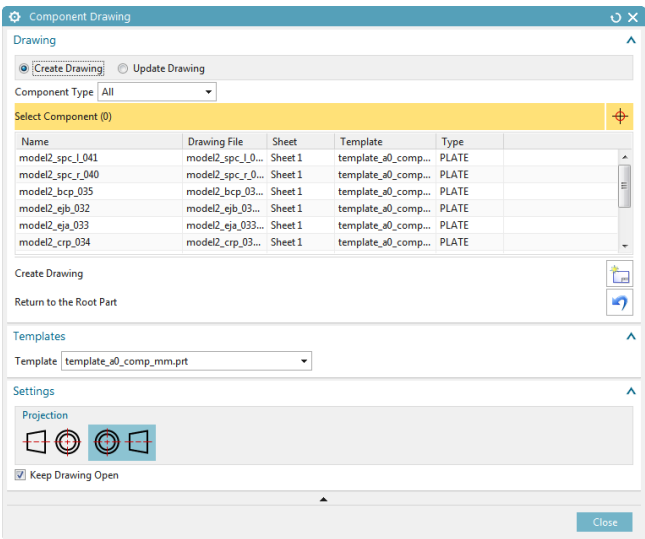 Component Drawing
Drawing
Create Drawing Update Drawing
Component Type All
Select Component (0)
Name Drawing File Sheet Template Type
model2_spc_l_041 model2_spc_l_0... Sheet 1 template_a0_comp... PLATE
model2_spc_r_040 model2_spc_r_0... Sheet 1 template_a0_comp... PLATE
model2_bcp_035 model2_bcp_03... Sheet 1 template_a0_comp... PLATE
model2_ejb_032 model2_ejb_03... Sheet 1 template_a0_comp... PLATE
model2_eja_033 model2_eja_033... Sheet 1 template_a0_comp... PLATE
model2_crp_034 model2_crp_03... Sheet 1 template_a0_comp... PLATE
Create Drawing
Return to the Root Part
Templates
Template template_a0_comp_mm.prt
Settings
Projection
Keep Drawing Open
Close